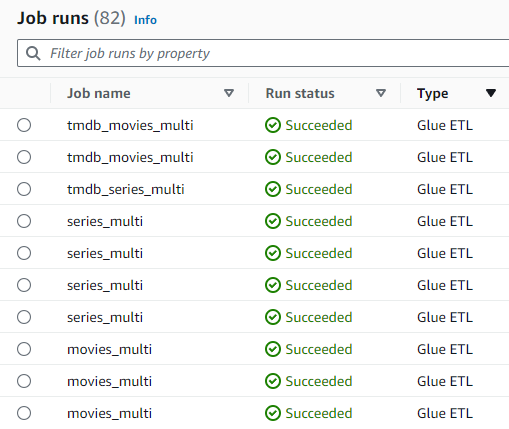 Job runs (82) Info
Filter job runs by property
Job name Run status Type
tmdb_movies_multi Succeeded Glue ETL
tmdb_movies_multi Succeeded Glue ETL
tmdb_series_multi Succeeded Glue ETL
series_multi Succeeded Glue ETL
series_multi Succeeded Glue ETL
series_multi Succeeded Glue ETL
series_multi Succeeded Glue ETL
movies_multi Succeeded Glue ETL
movies_multi Succeeded Glue ETL
movies_multi Succeeded Glue ETL